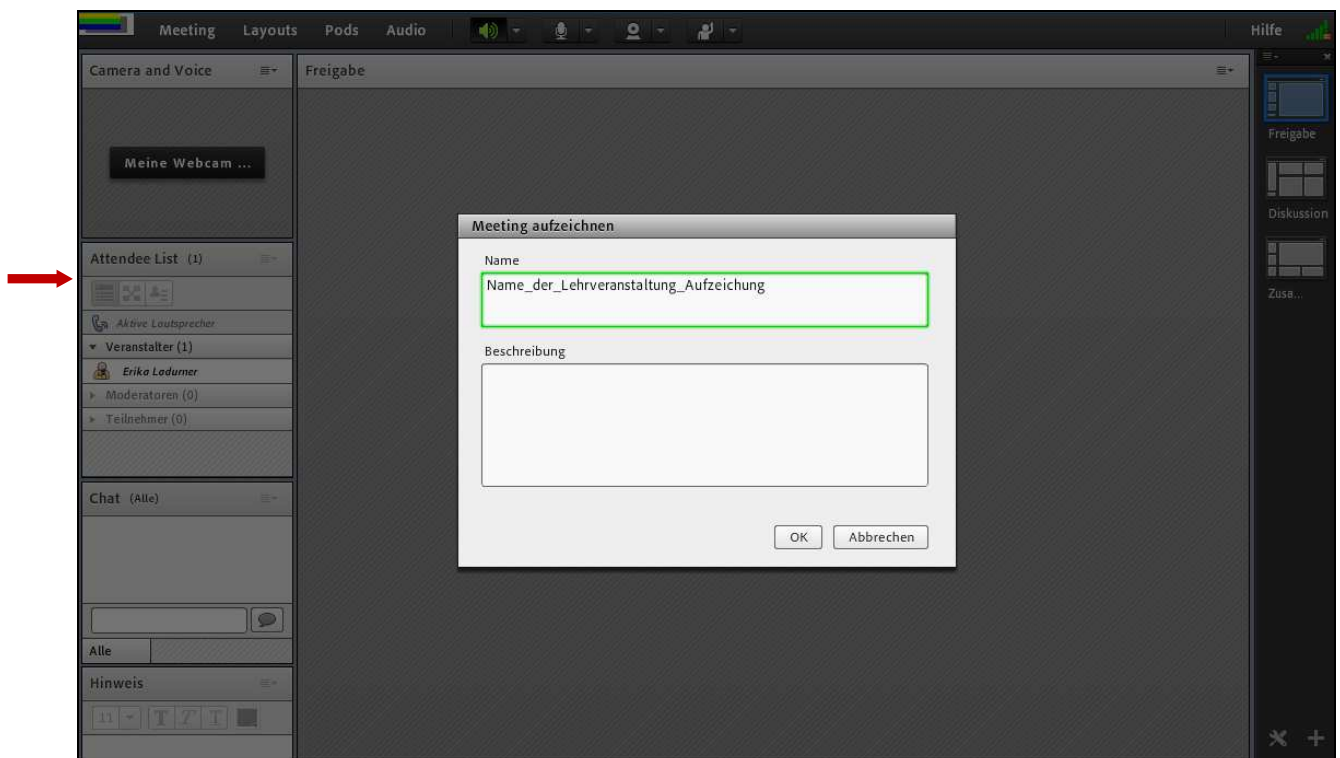 Meeting Layouts Pods Audio Hilfe
Camera and Voice
Meine Webcam ...
Attendee List (1)
Aktive Lautsprecher
Veranstalter (1)
Erika Ladurner
Moderatoren (0)
Teilnehmer (0)
Chat (Alle)
Alle
Hinweis
11 T T T
Freigabe
Meeting aufzeichnen
Name
Name_der_Lehrveranstaltung_Aufzeichung
Beschreibung
OK Abbrechen
Freigabe
Diskussion
Zusa...